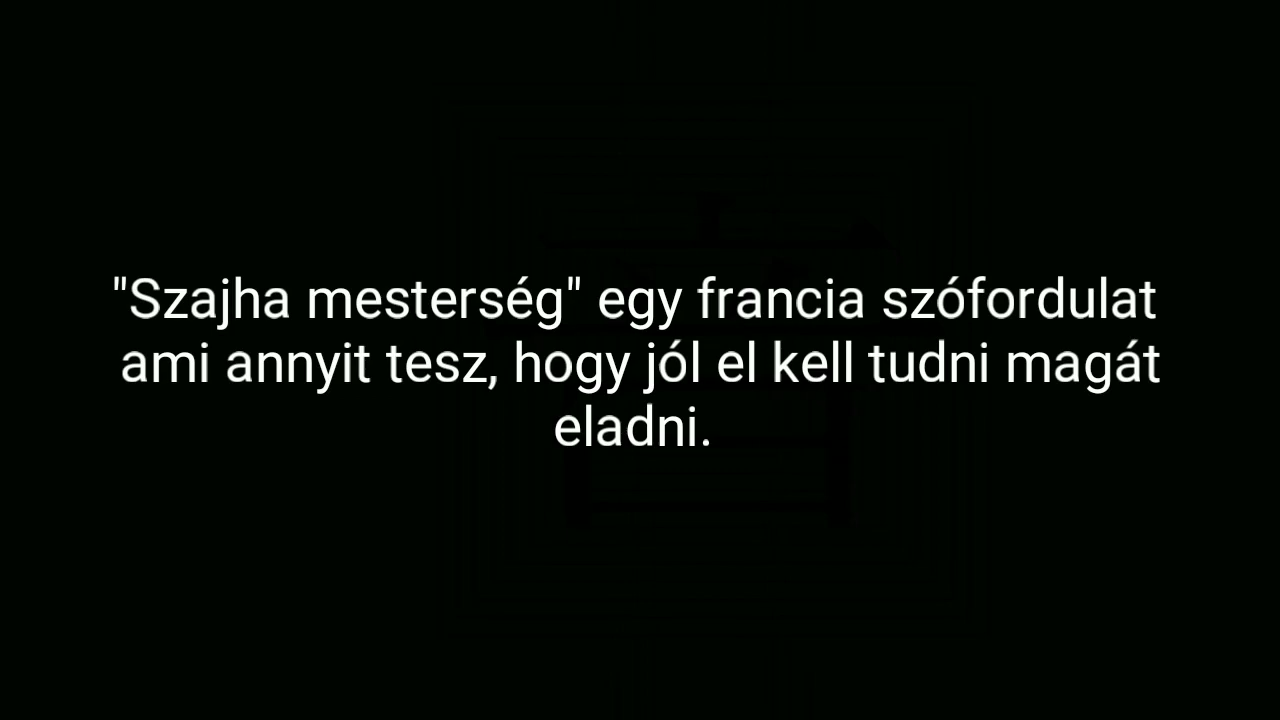 "Szajha mesterség" egy francia szófordulat
ami annyit tesz, hogy jól el kell tudni magát
eladni.